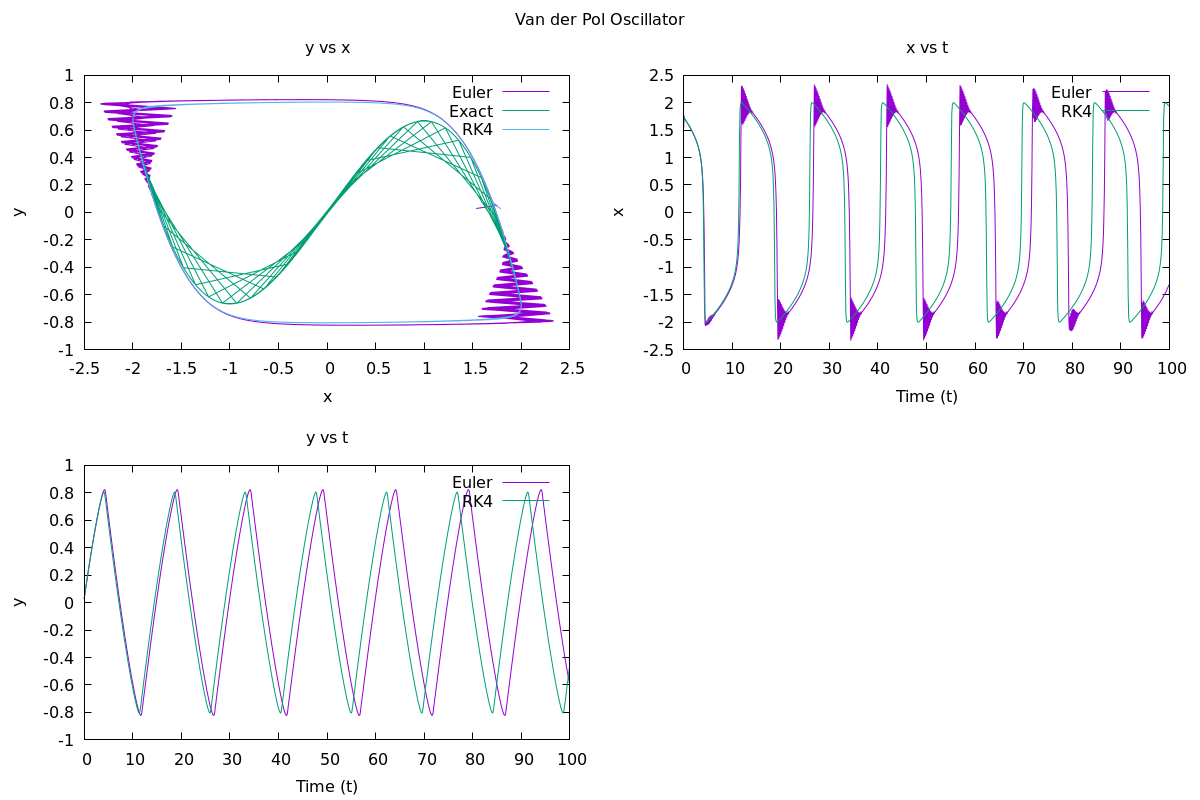 Van der Pol Oscillator
y vs x
1
0.8
0.6
0.4
0.2
0
-0.2
-0.4
-0.6
-0.8
-1
y
Euler
Exact
RK4
-2.5 -2 -1.5 -1 -0.5 0 0.5 1 1.5 2 2.5
x
x vs t
2.5
2
1.5
1
0.5
0
-0.5
-1
-1.5
-2
-2.5
x
Euler
RK4
0 10 20 30 40 50 60 70 80 90 100
Time (t)
y vs t
1
0.8
0.6
0.4
0.2
0
-0.2
-0.4
-0.6
-0.8
-1
y
Euler
RK4
0 10 20 30 40 50 60 70 80 90 100
Time (t)